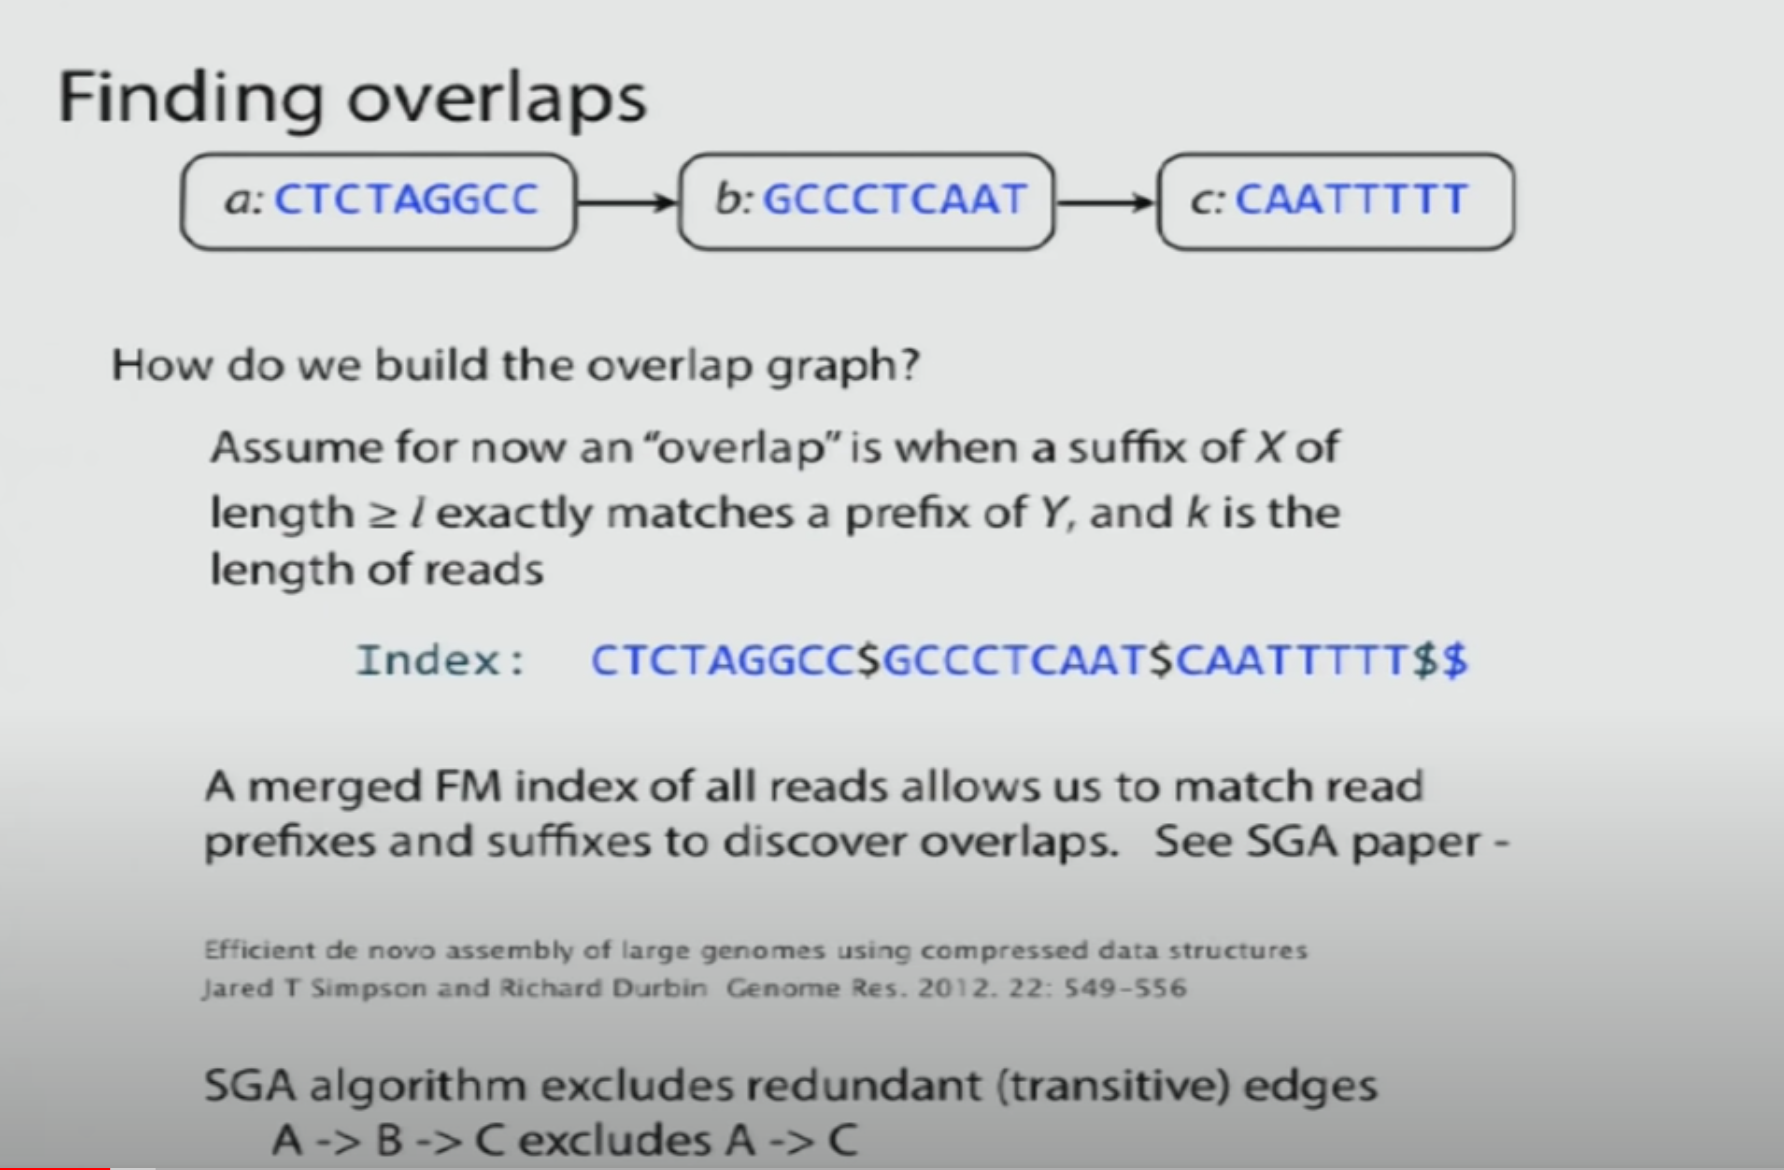 Finding overlaps
a: CTCTAGGCC
b: GCCCTCAAT
c: CAATTTTT
How do we build the overlap graph?
Assume for now an “overlap” is when a suffix of X of
length ≥ l exactly matches a prefix of Y, and k is the
length of reads
Index: CTCTAGGCC$GCCCTCAAT$CAATTTTT$$
A merged FM index of all reads allows us to match read
prefixes and suffixes to discover overlaps. See SGA paper -
Efficient de novo assembly of large genomes using compressed data structures
Jared T Simpson and Richard Durbin Genome Res. 2012. 22: 549-556
SGA algorithm excludes redundant (transitive) edges
A -> B -> C excludes A -> C